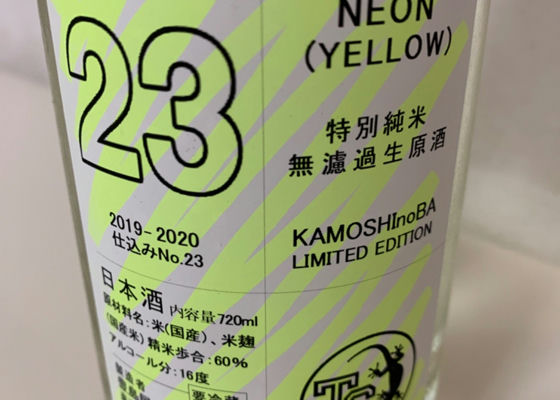 23
NEON
(YELLOW)
特別純米
無濾過生原酒
2019-2020
仕込みNo.23
KAMOSHInoBA
LIMITED EDITION
日本酒 内容量720ml
原材料名:米(国産)、米麹
(国産米) 精米歩合:60%
アルコール分:16度
製造者
要冷蔵